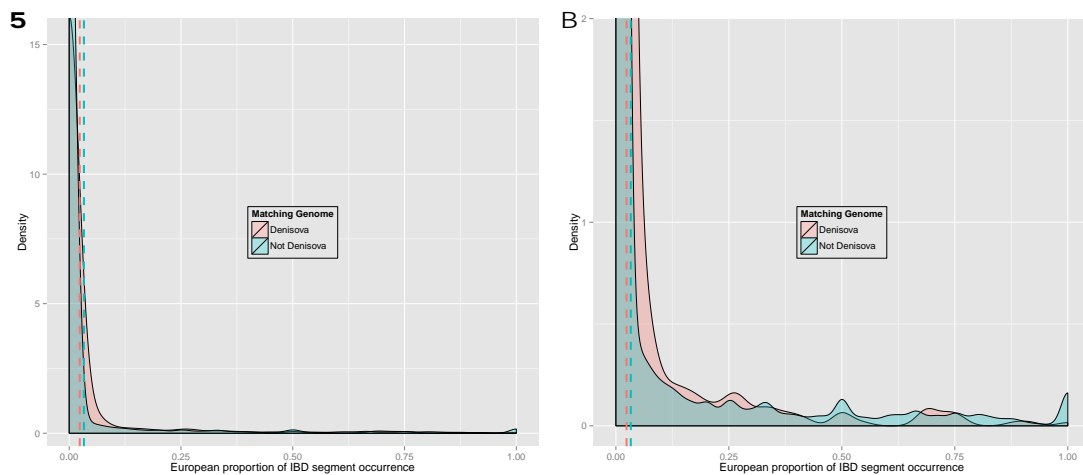 5
15
10
5
0
Density
Matching Genome
Denisova
Not Denisova
0.00 0.25 0.50 0.75 1.00
European proportion of IBD segment occurrence
B
2
1
0
Density
Matching Genome
Denisova
Not Denisova
0.00 0.25 0.50 0.75 1.00
European proportion of IBD segment occurrence